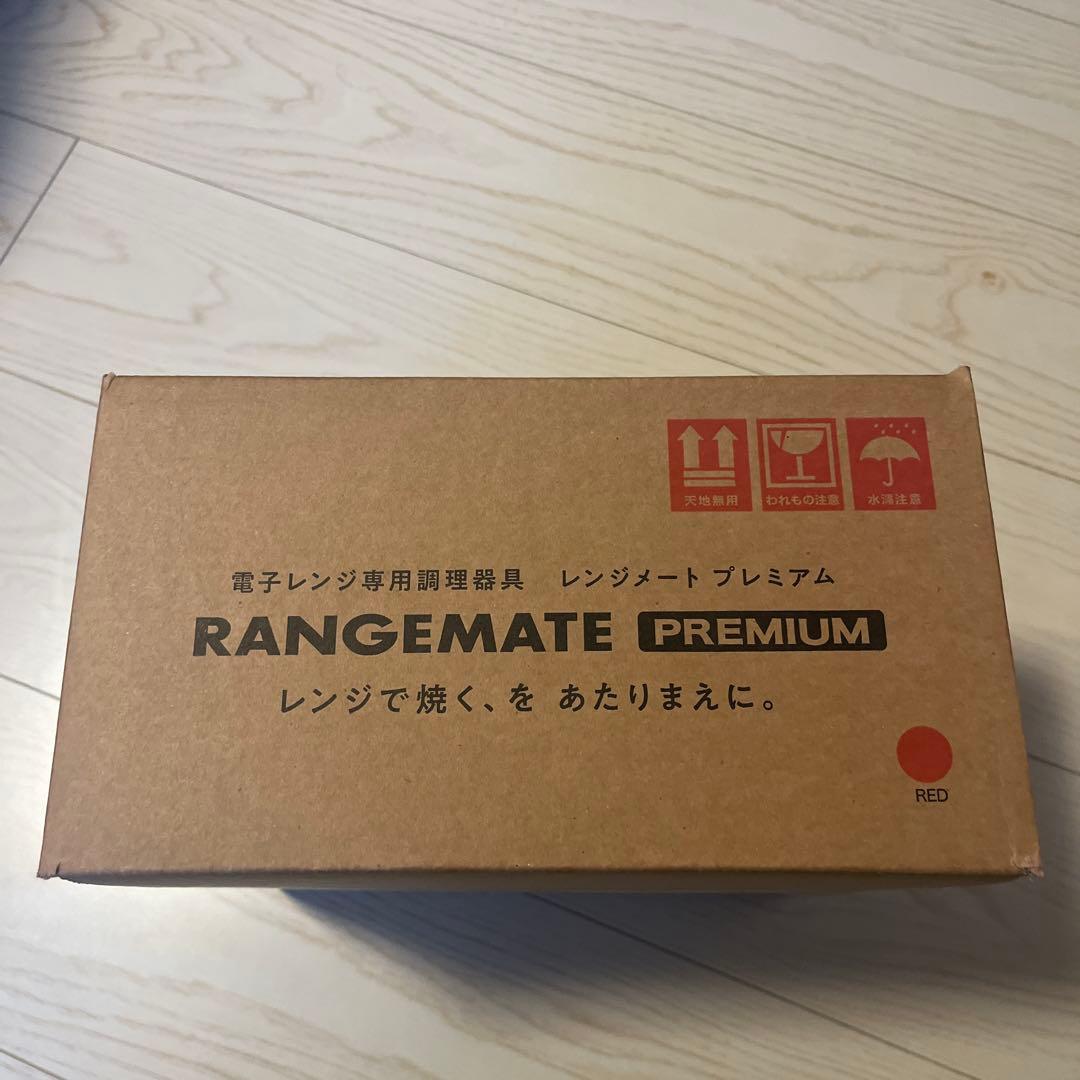 天地無用 われもの注意 水濡注意
電子レンジ専用調理器具 レンジメート プレミアム
RANGEMATE PREMIUM
レンジで焼く、を あたりまえに。
RED